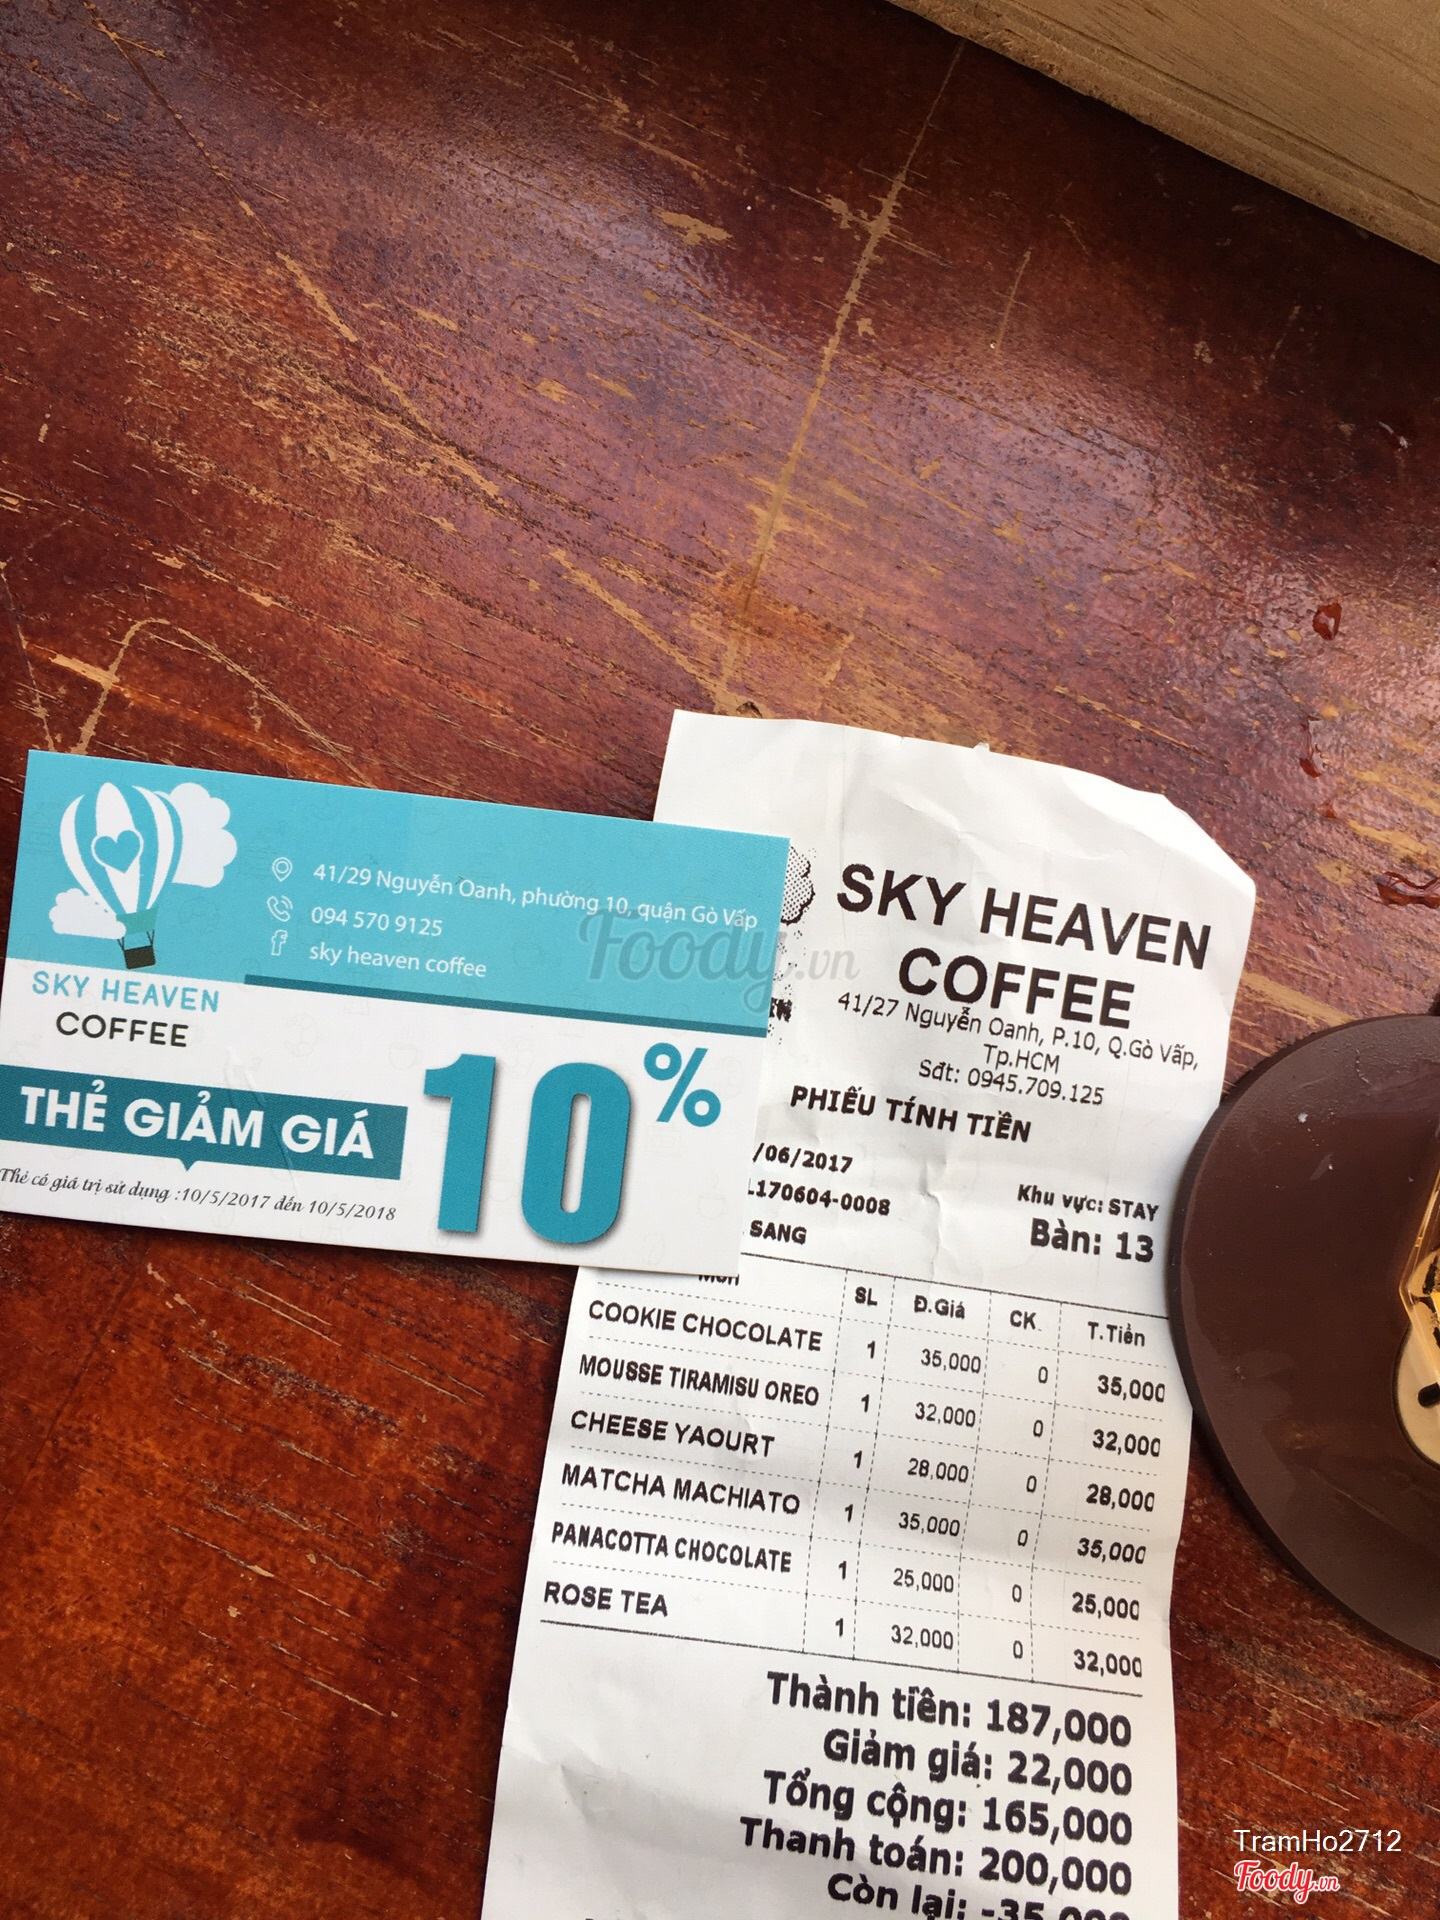 41/29 Nguyễn Oanh, phường 10, quận Gò Vấp
094 570 9125
sky heaven coffee
SKY HEAVEN
COFFEE
THẺ GIẢM GIÁ
10%
Thẻ có giá trị sử dụng :10/5/2017 đến 10/5/2018
Foody.vn
SKY HEAVEN
COFFEE
41/27 Nguyễn Oanh, P.10, Q.Gò Vấp,
Tp.HCM
Sđt: 0945.709.125
PHIẾU TÍNH TIỀN
/06/2017
170604-0008 Khu vực: STAY
SANG Bàn: 13
SL Đ.Giá CK T.Tiền
COOKIE CHOCOLATE 1 35,000 0 35,000
MOUSSE TIRAMISU OREO 1 32,000 0 32,000
CHEESE YAOURT 1 28,000 0 28,000
MATCHA MACHIATO 1 35,000 0 35,000
PANACOTTA CHOCOLATE 1 25,000 0 25,000
ROSE TEA 1 32,000 0 32,000
Thành tiền: 187,000
Giảm giá: 22,000
Tổng cộng: 165,000
Thanh toán: 200,000
Còn lại: -35,000
TramHo2712
Foody.vn